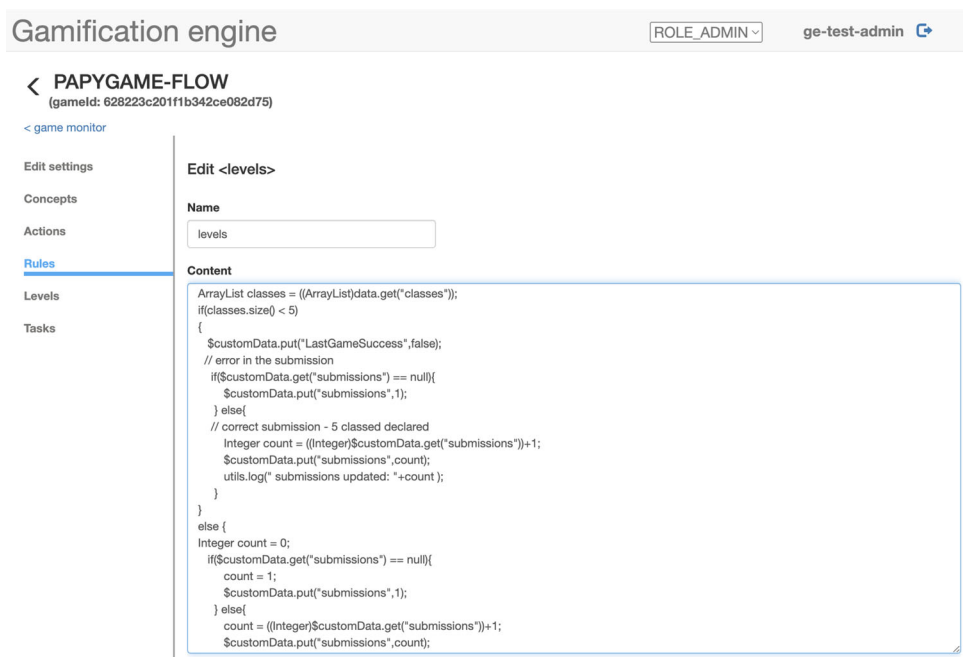 Gamification engine
ROLE_ADMIN
ge-test-admin
PAPYGAME-FLOW
(gameId: 628223c201f1b342ce082d75)
< game monitor
Edit settings
Concepts
Actions
Rules
Levels
Tasks
Edit <levels>
Name
levels
Content
ArrayList classes = ((ArrayList)data.get("classes"));
if(classes.size() < 5)
{
$customData.put("LastGameSuccess",false);
// error in the submission
if($customData.get("submissions") == null){
$customData.put("submissions",1);
} else{
// correct submission - 5 classed declared
Integer count = ((Integer)$customData.get("submissions"))+1;
$customData.put("submissions",count);
utils.log(" submissions updated: "+count );
}
}
else {
Integer count = 0;
if($customData.get("submissions") == null){
count = 1;
$customData.put("submissions",1);
} else{
count = ((Integer)$customData.get("submissions"))+1;
$customData.put("submissions",count);